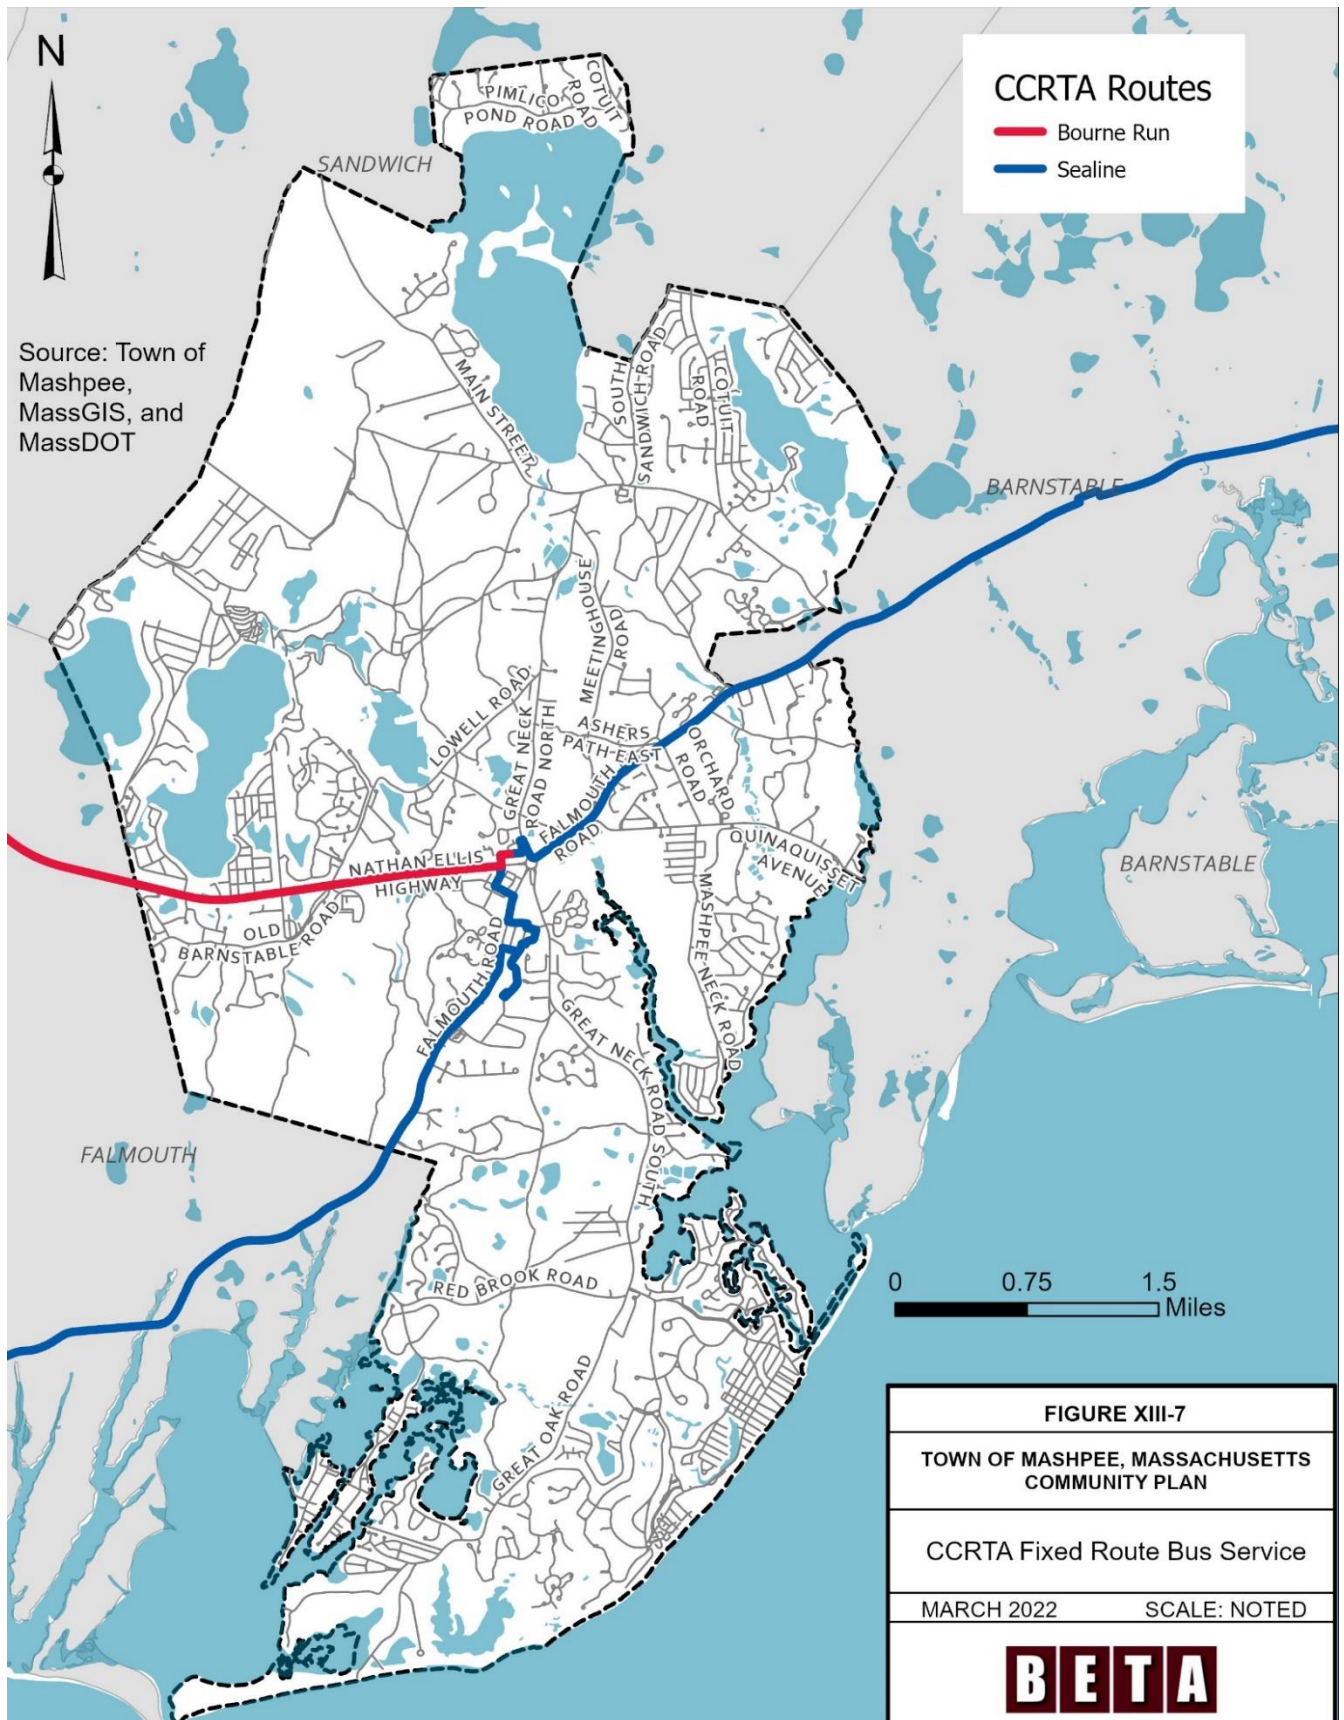 N
CCRTA Routes
Bourne Run
Sealine
Source: Town of
Mashpee,
MassGIS, and
MassDOT
SANDWICH
PIMLICO
POND ROAD
COTUIT
ROAD
MAIN STREET
SOUTH
SANDWICH ROAD
COTUIT
ROAD
BARNSTABLE
MEETINGHOUSE
ROAD
LOWELL ROAD
GREAT NECK
ROAD NORTH
ASHERS
PATH EAST
ORCHARD
ROAD
FALMOUTH
ROAD
QUINAQUISSET
AVENUE
NATHAN ELLIS
HIGHWAY
BARNSTABLE
OLD
BARNSTABLE ROAD
MASHPEE NECK ROAD
FALMOUTH ROAD
GREAT NECK ROAD SOUTH
FALMOUTH
RED BROOK ROAD
GREAT OAK ROAD
0 0.75 1.5
Miles
FIGURE XIII-7
TOWN OF MASHPEE, MASSACHUSETTS
COMMUNITY PLAN
CCRTA Fixed Route Bus Service
MARCH 2022 SCALE: NOTED
BETA